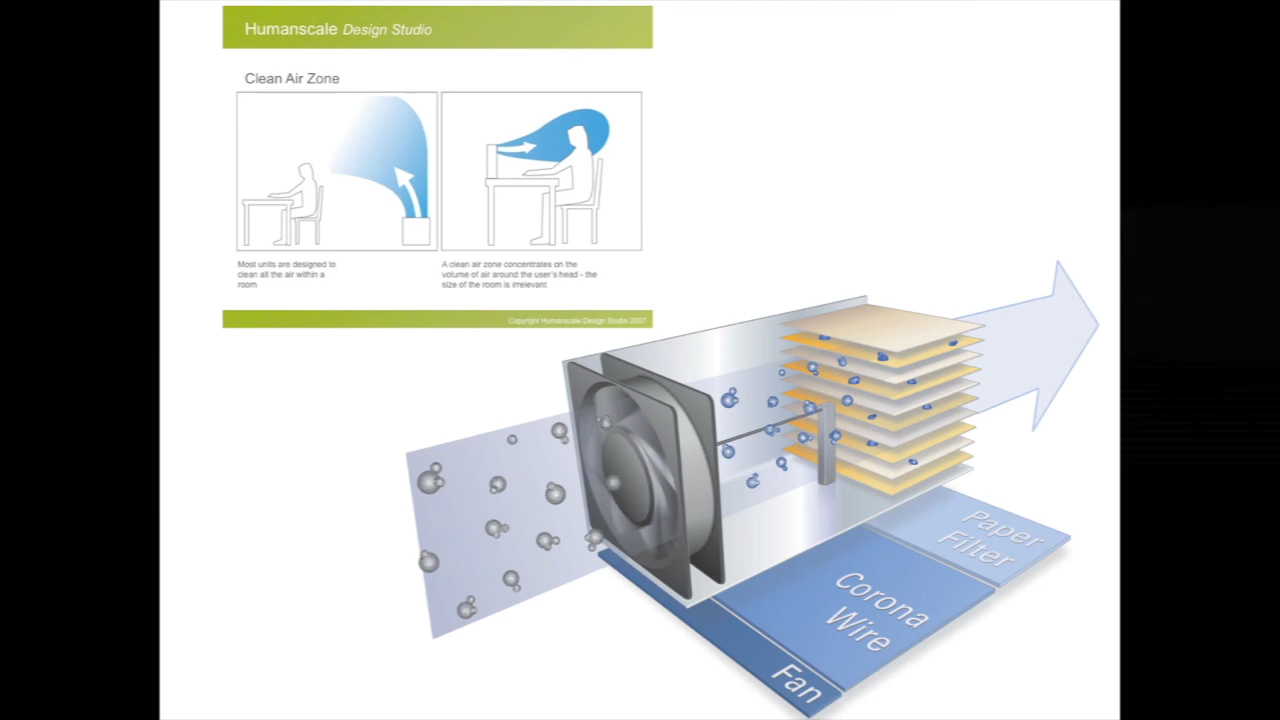 Humanscale Design Studio
Clean Air Zone
Most units are designed to
clean all the air within a
room
A clean air zone concentrates on the
volume of air around the user's head - the
size of the room is irrelevant
Copyright Humanscale Design Studio 2007
Paper
Filter
Corona
Wire
Fan